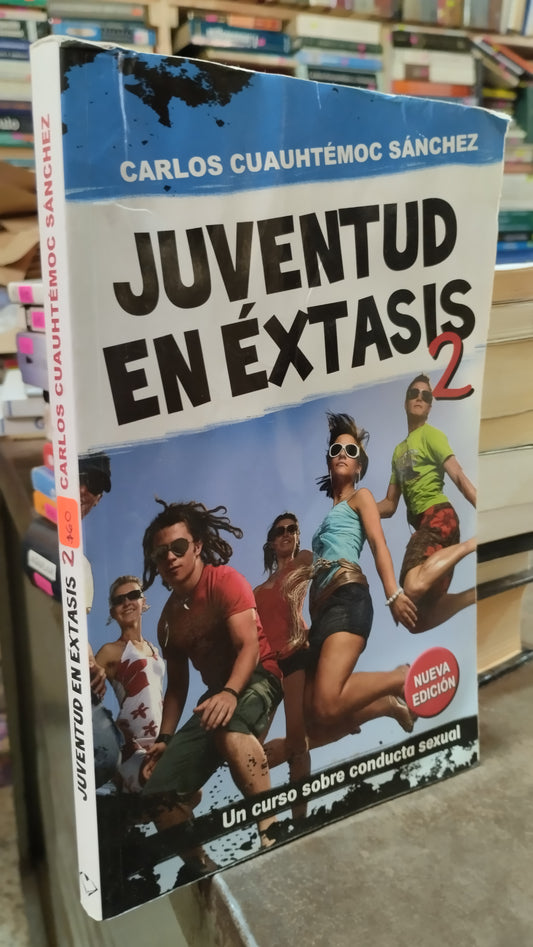 CARLOS CUAUHTÉMOC SÁNCHEZ
JUVENTUD
EN ÉXTASIS
2
NUEVA
EDICIÓN
Un curso sobre conducta sexual
JUVENTUD EN ÉXTASIS 2 CARLOS CUAUHTÉMOC SÁNCHEZ